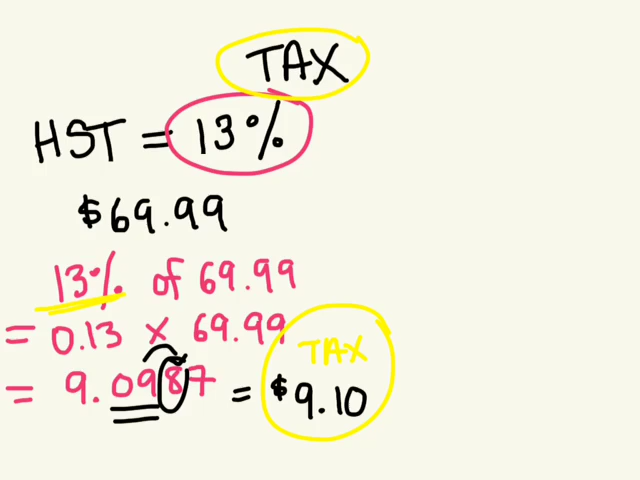 TAX
HST = 13%
$69.99
13% of 69.99
= 0.13 x 69.99
TAX
= 9.0987 = $9.10